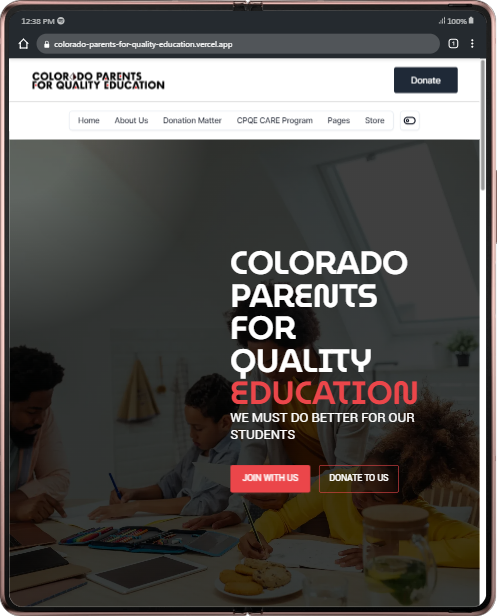 12:38 PM
100%
colorado-parents-for-quality-education.vercel.app
1
COLORADO PARENTS
FOR QUALITY EDUCATION
Donate
Home About Us Donation Matter CPQE CARE Program Pages Store
COLORADO
PARENTS
FOR
QUALITY
EDUCATION
WE MUST DO BETTER FOR OUR
STUDENTS
JOIN WITH US DONATE TO US